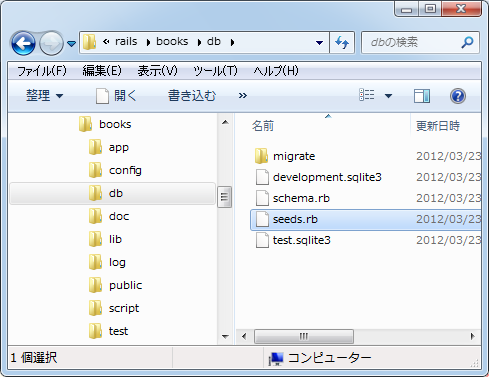 « rails ▸ books ▸ db ▸
dbの検索
ファイル(F) 編集(E) 表示(V) ツール(T) ヘルプ(H)
整理 ▼ 開く 書き込む »
books
app
config
db
doc
lib
log
public
script
test
名前 更新日時
migrate 2012/03/23
development.sqlite3 2012/03/23
schema.rb 2012/03/23
seeds.rb 2012/03/23
test.sqlite3 2012/03/23
1 個選択 コンピューター